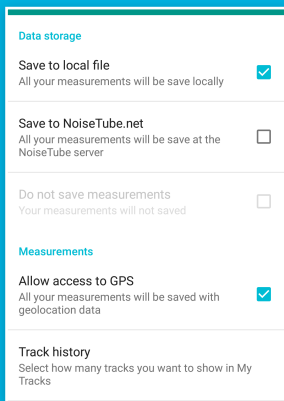 Data storage
Save to local file
All your measurements will be save locally
Save to NoiseTube.net
All your measurements will be save at the
NoiseTube server
Do not save measurements
Your measurements will not saved
Measurements
Allow access to GPS
All your measurements will be saved with
geolocation data
Track history
Select how many tracks you want to show in My
Tracks